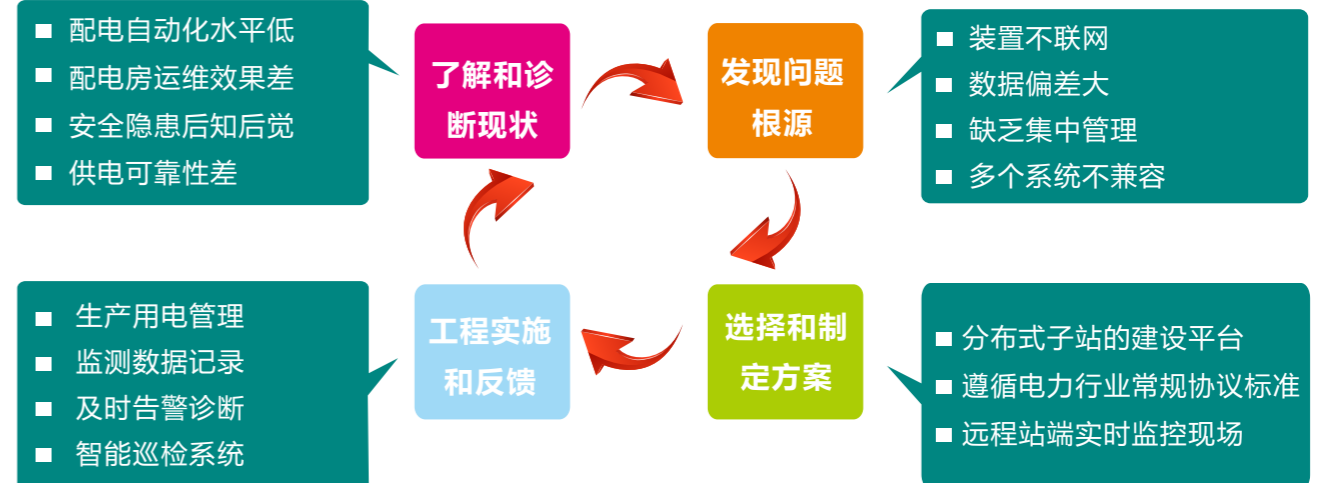 配电自动化水平低
配电房运维效果差
安全隐患后知后觉
供电可靠性差
了解和诊
断现状
发现问题
根源
装置不联网
数据偏差大
缺乏集中管理
多个系统不兼容
生产用电管理
监测数据记录
及时告警诊断
智能巡检系统
工程实施
和反馈
选择和制
定方案
分布式子站的建设平台
遵循电力行业常规协议标准
远程站端实时监控现场